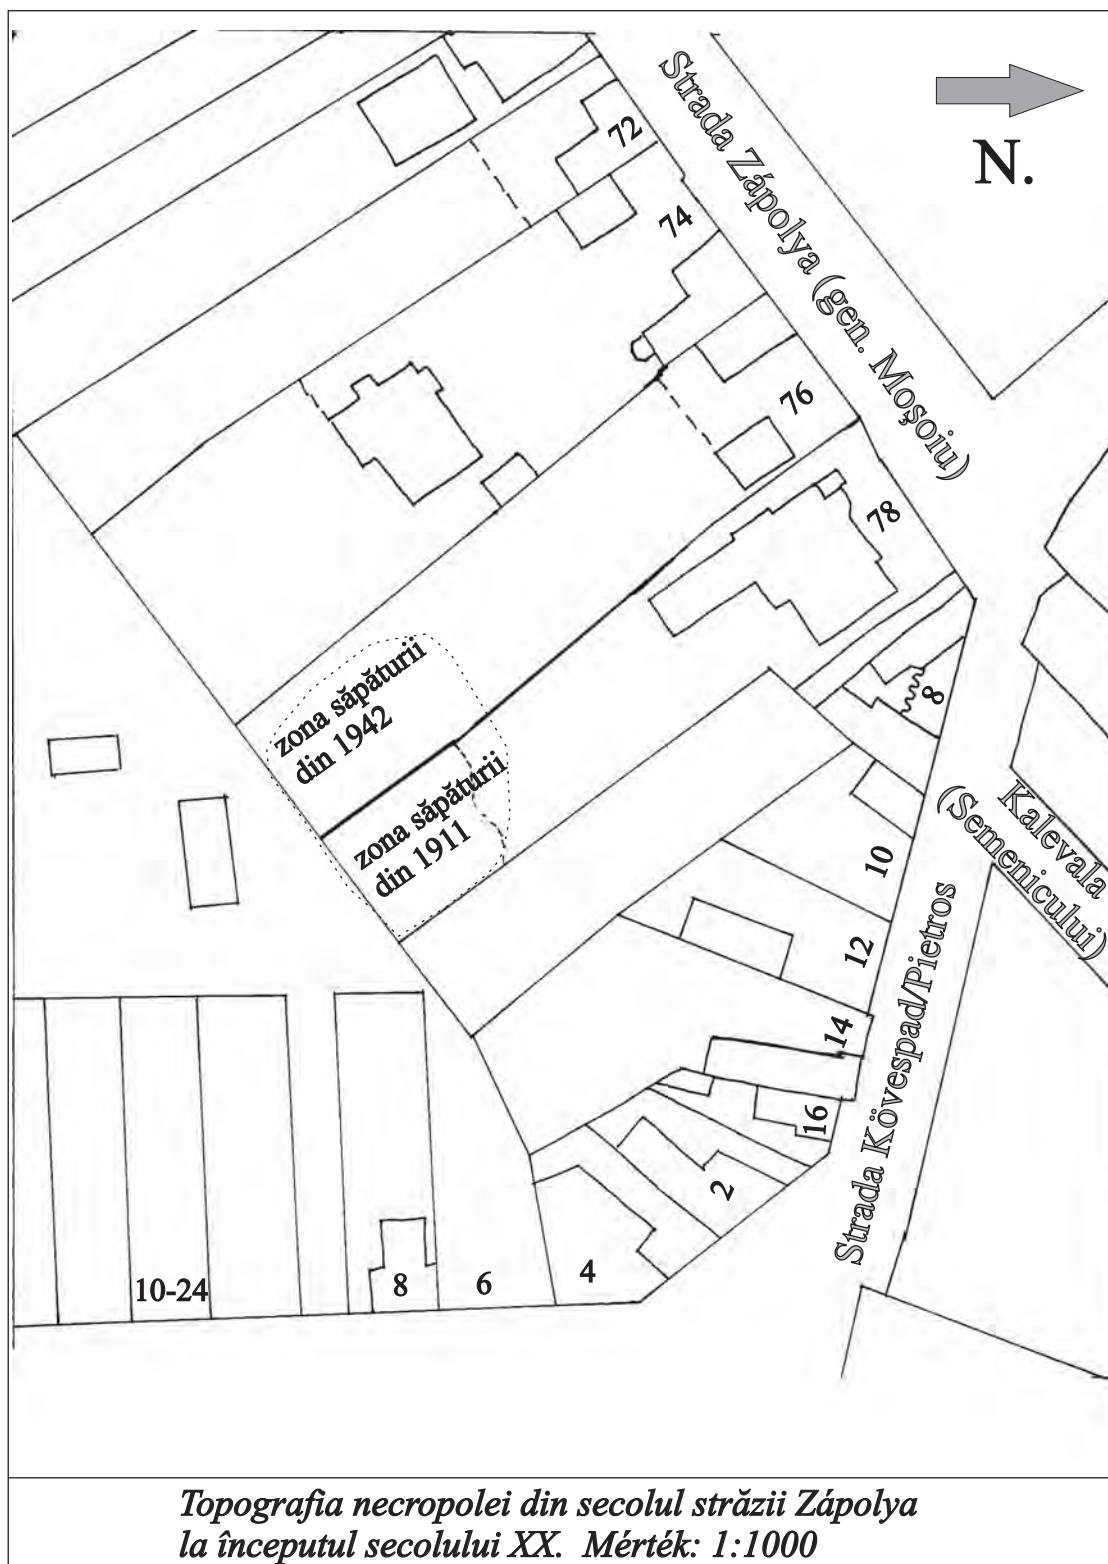 N.
Strada Zápolya (gen. Moşoiu)
72
74
76
78
zona săpăturii
din 1942
zona săpăturii
din 1911
8
Kalevala
(Semenicului)
10
12
14
16
Strada Kövespad/Pietros
2
4
6
8
10-24
Topografia necropolei din secolul străzii Zápolya
la începutul secolului XX. Mérték: 1:1000